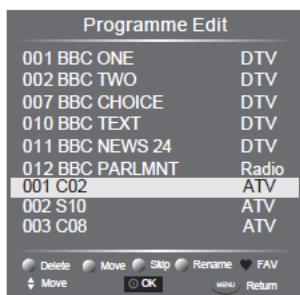 Programme Edit
001 BBC ONE DTV
002 BBC TWO DTV
007 BBC CHOICE DTV
010 BBC TEXT DTV
011 BBC NEWS 24 DTV
012 BBC PARLMNT Radio
001 C02 ATV
002 S10 ATV
003 C08 ATV
Delete Move Skip Rename FAV
Move OK MENU Return